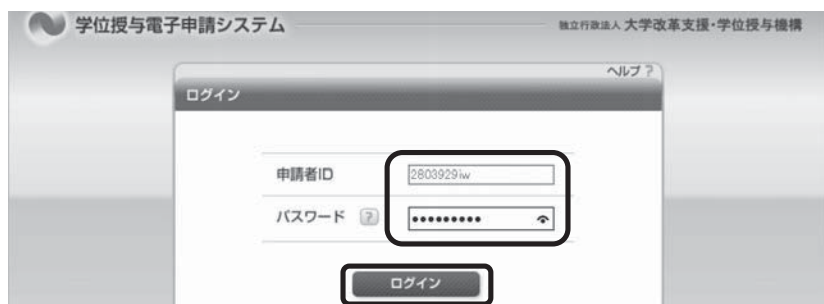 学位授与電子申請システム
独立行政法人 大学改革支援・学位授与機構
ヘルプ ?
ログイン
申請者ID 2803929iw
パスワード ? •••••••••
ログイン